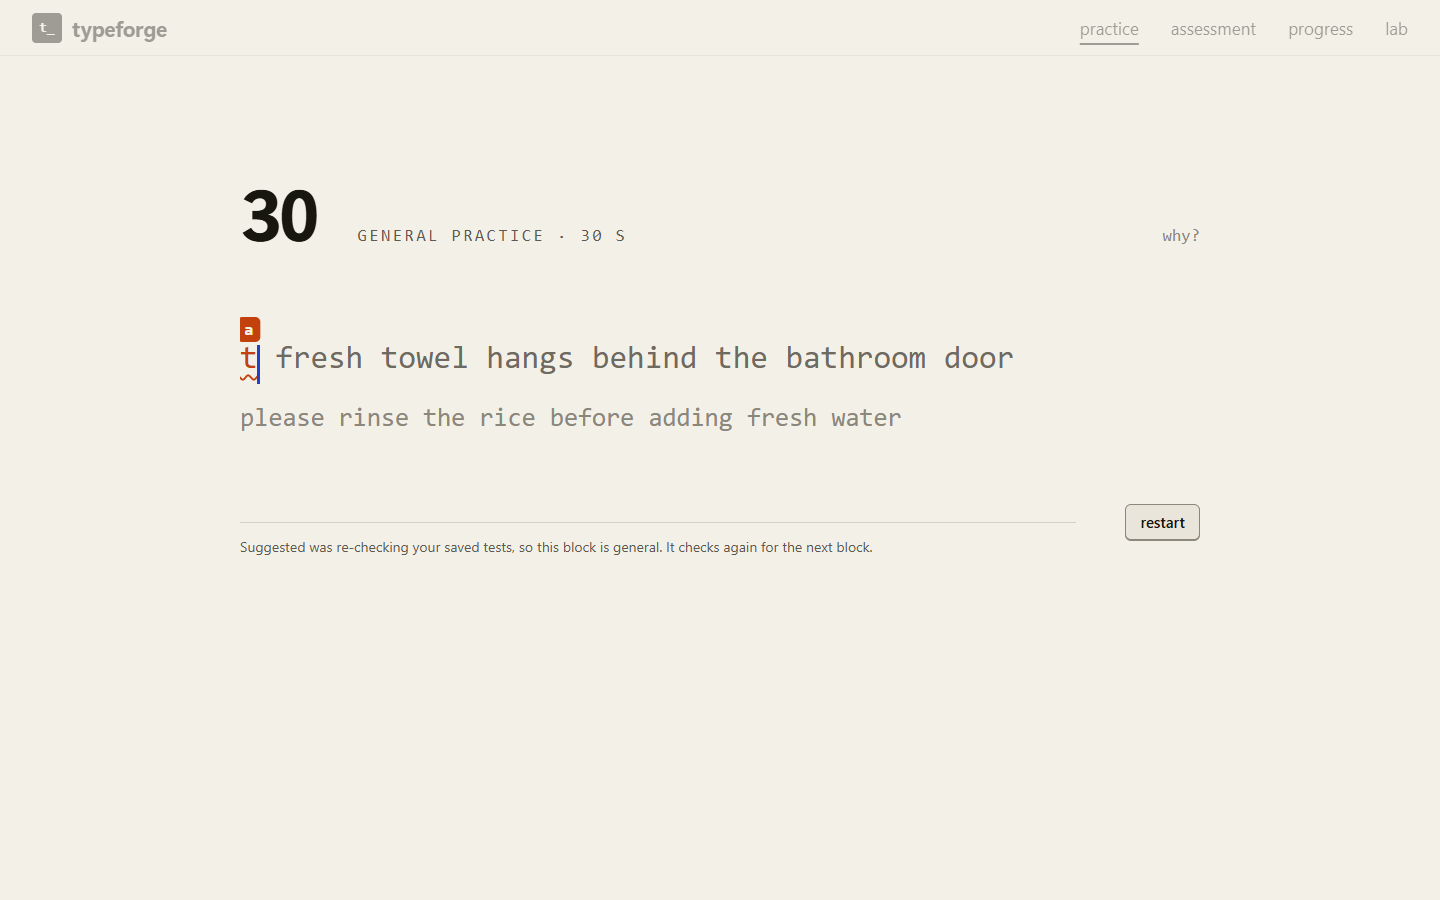 t_ typeforge practice assessment progress lab
30 GENERAL PRACTICE · 30 S why?
a
t fresh towel hangs behind the bathroom door
please rinse the rice before adding fresh water
restart
Suggested was re-checking your saved tests, so this block is general. It checks again for the next block.